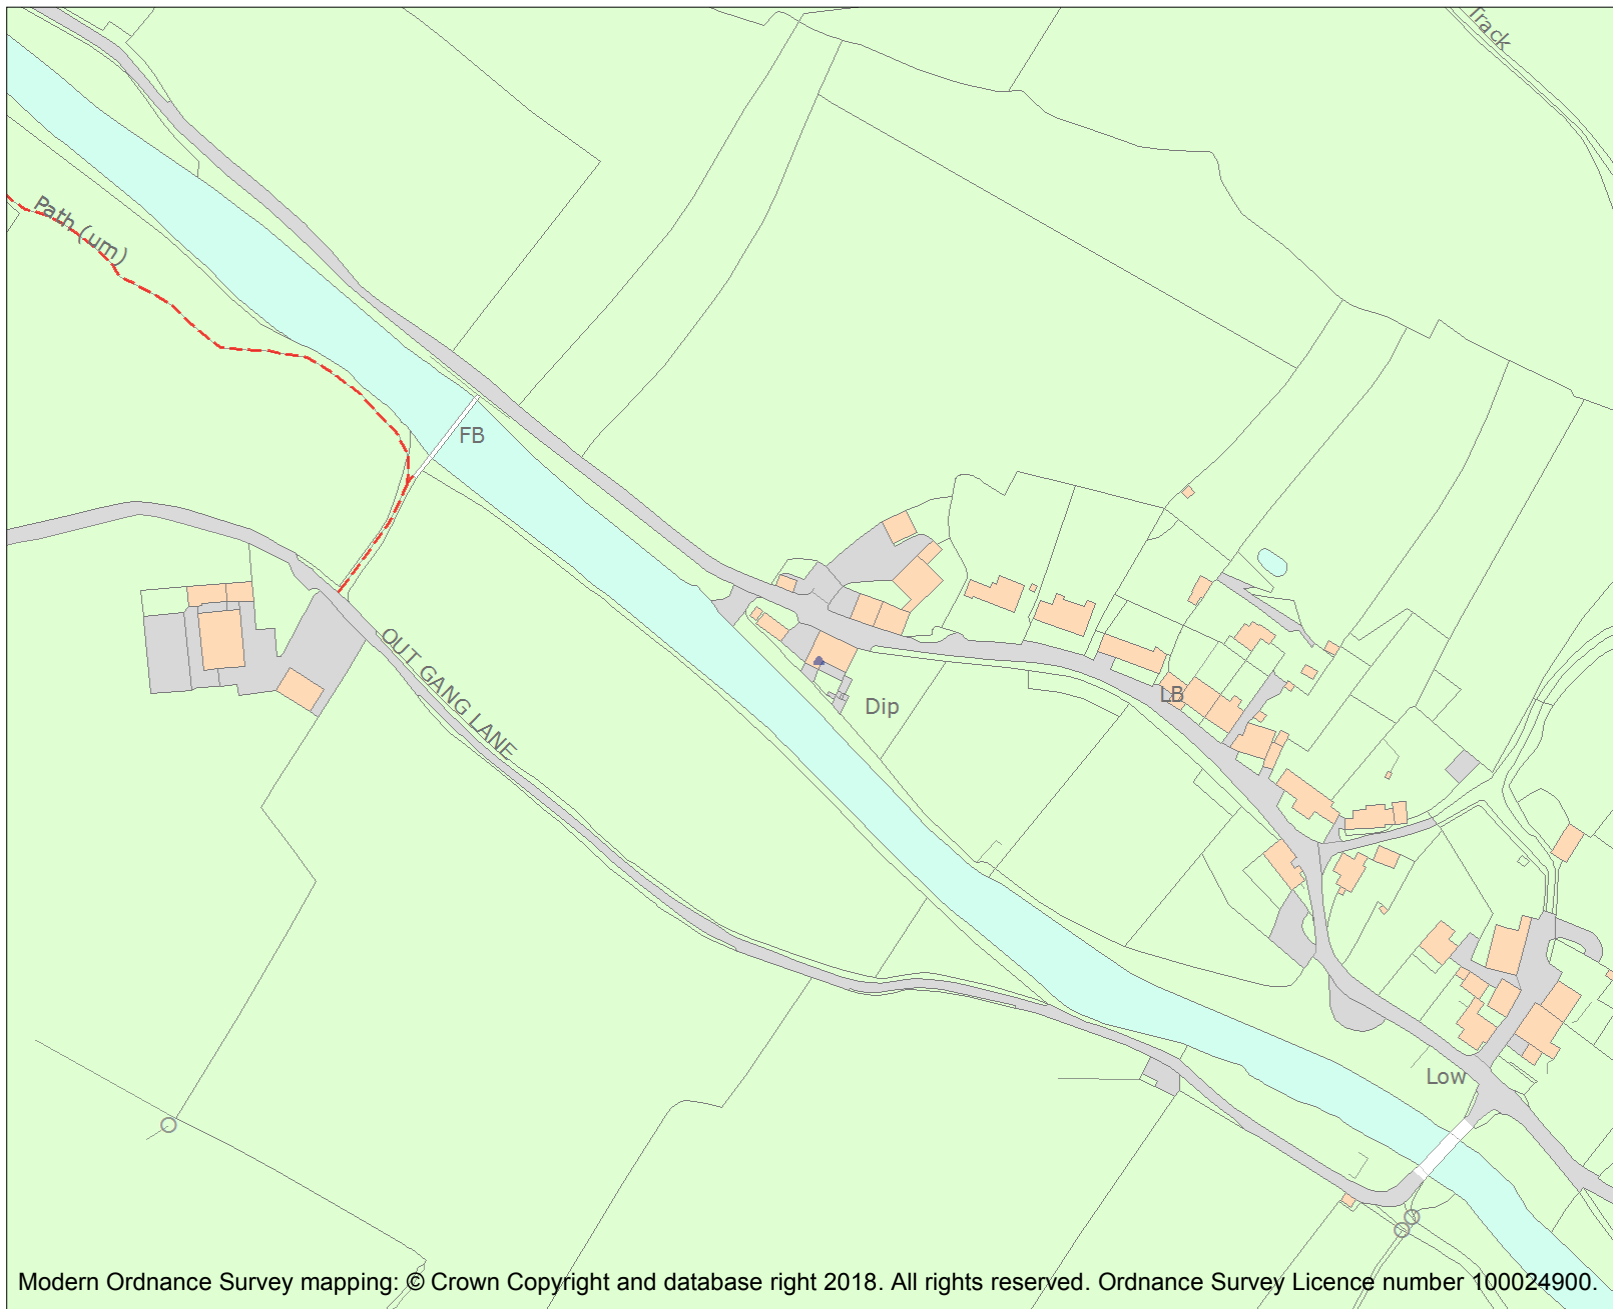 Track
Path (um)
FB
OUT GANG LANE
LB
Dip
Low
Modern Ordnance Survey mapping: © Crown Copyright and database right 2018. All rights reserved. Ordnance Survey Licence number 100024900.